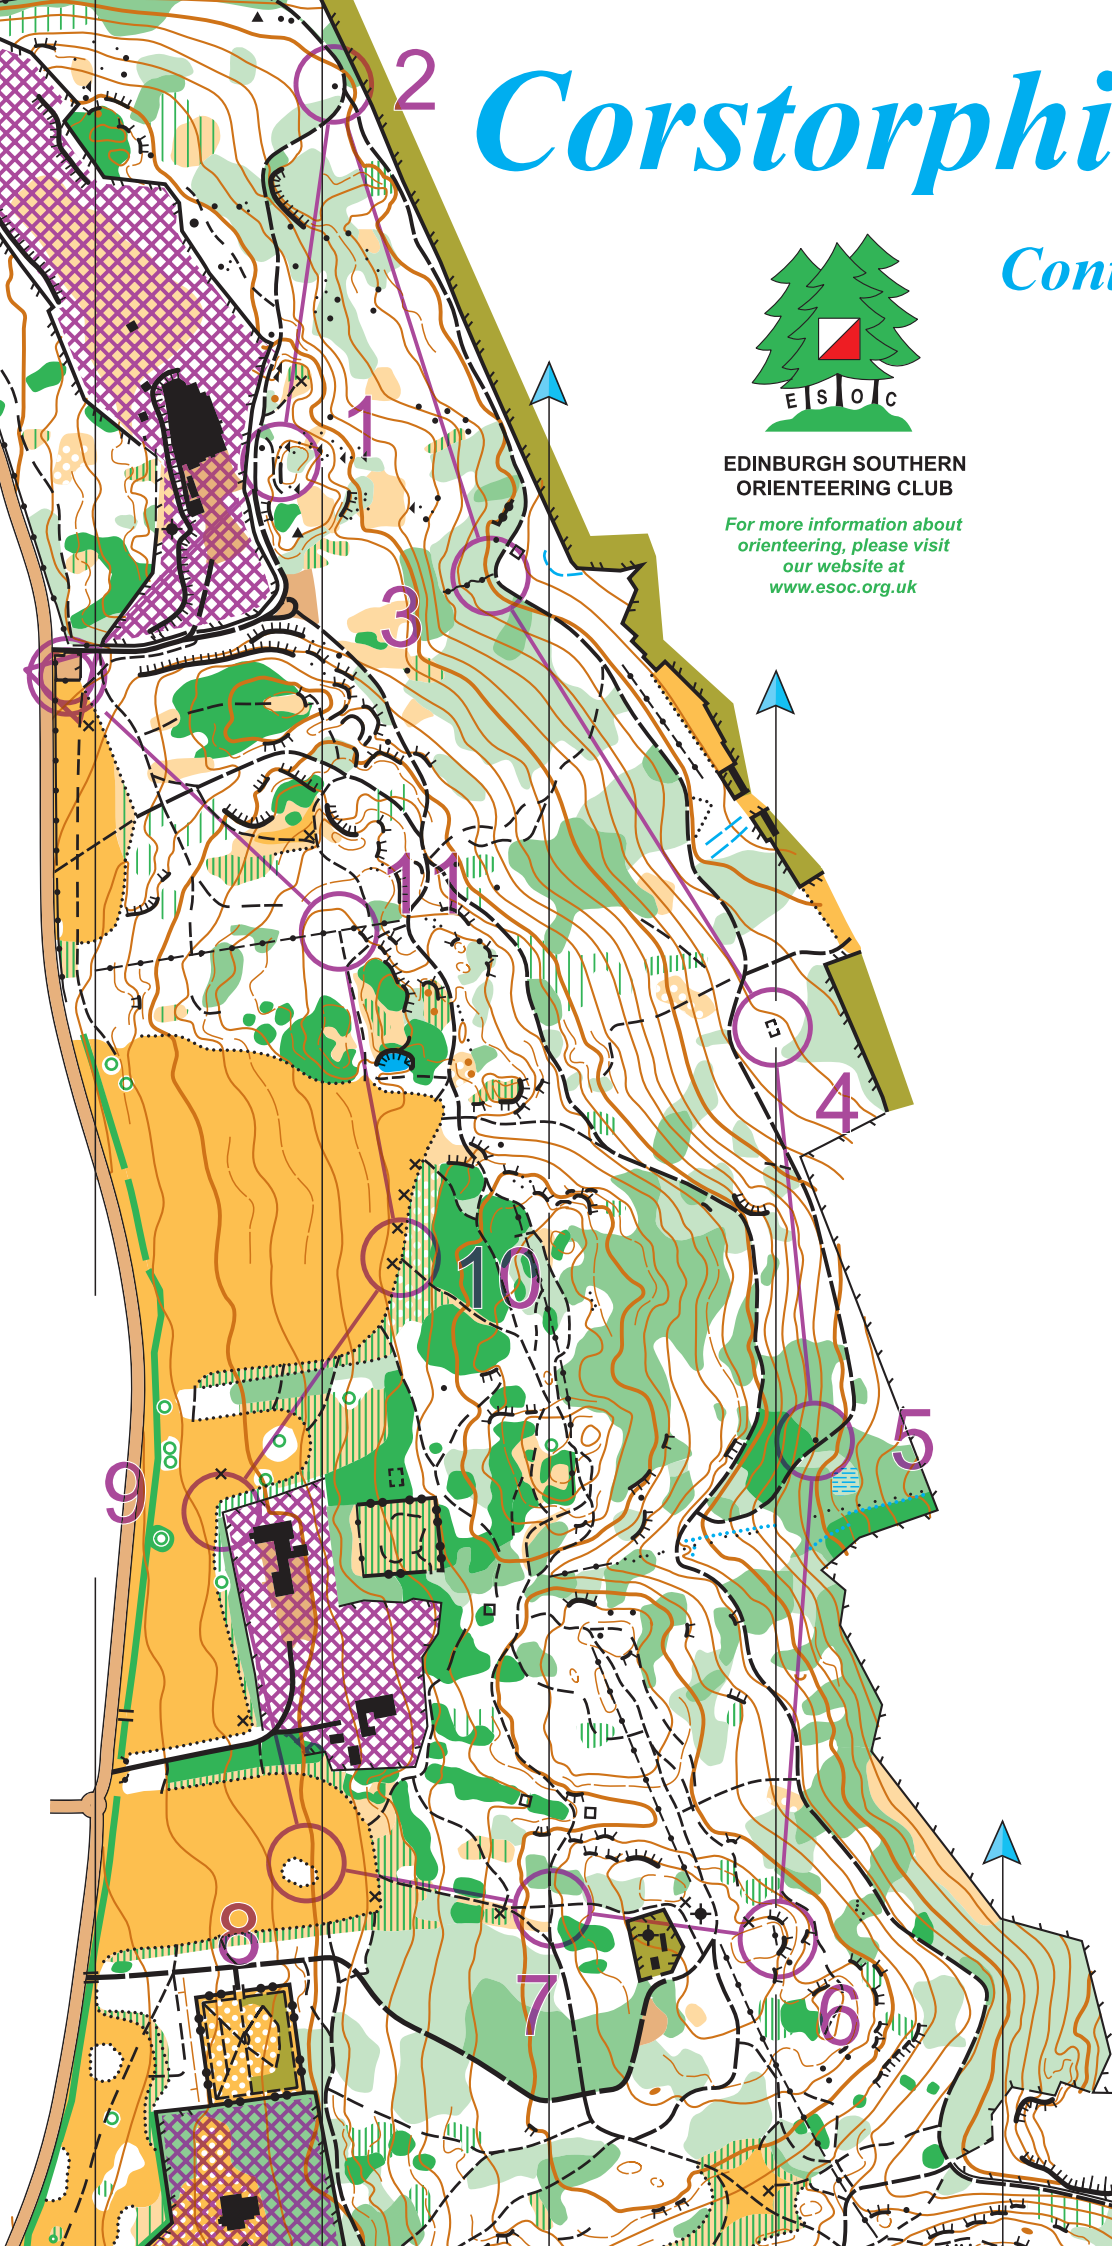 Corstorphi
Cont
E S O C
EDINBURGH SOUTHERN
ORIENTEERING CLUB
For more information about
orienteering, please visit
our website at
www.esoc.org.uk
2
1
3
11
4
10
5
9
8
7
6